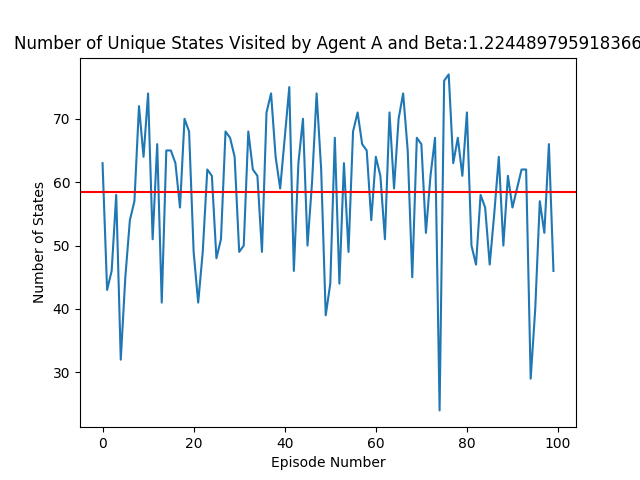 Number of Unique States Visited by Agent A and Beta:1.224489795918366
70
60
50
40
30
Number of States
0 20 40 60 80 100
Episode Number